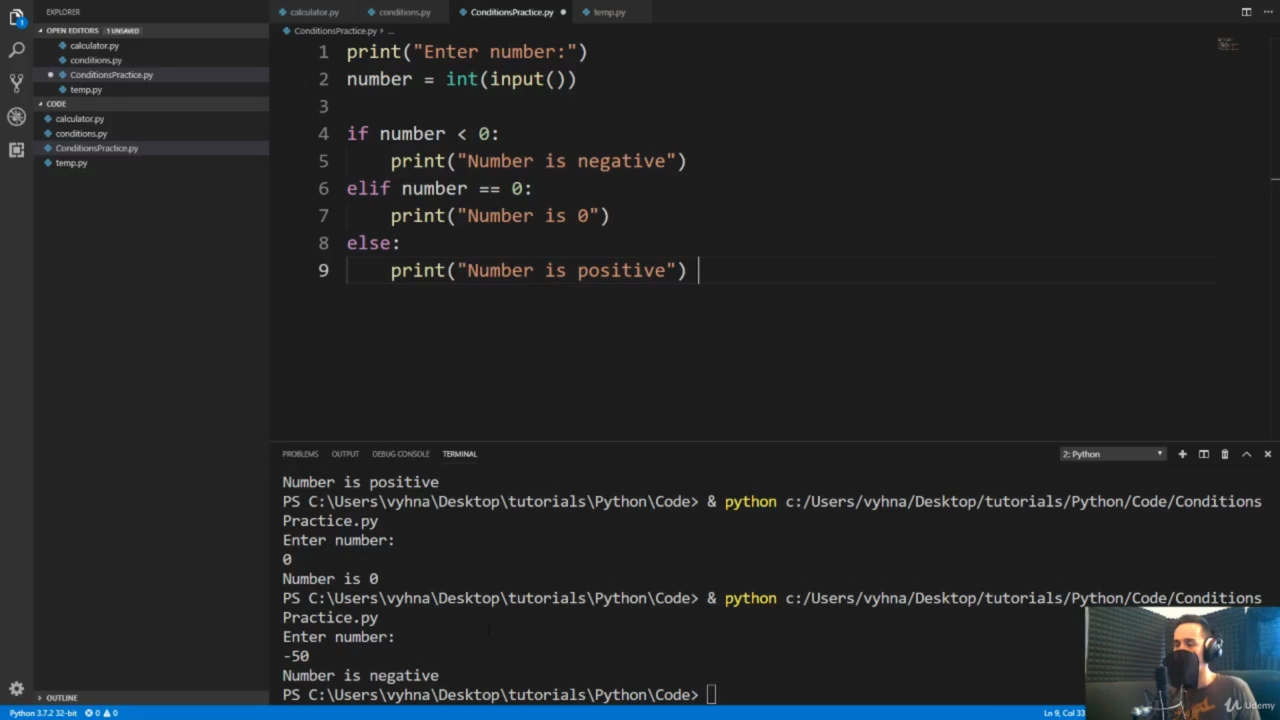 EXPLORER
calculator.py
conditions.py
ConditionsPractice.py
temp.py
OPEN EDITORS 1 UNSAVED
calculator.py
conditions.py
ConditionsPractice.py
temp.py
CODE
calculator.py
conditions.py
ConditionsPractice.py
temp.py
OUTLINE
ConditionsPractice.py > ...
1 print("Enter number:")
2 number = int(input())
3
4 if number < 0:
5 print("Number is negative")
6 elif number == 0:
7 print("Number is 0")
8 else:
9 print("Number is positive")
PROBLEMS OUTPUT DEBUG CONSOLE TERMINAL 2: Python
Number is positive
PS C:\Users\vyhna\Desktop\tutorials\Python\Code> & python c:/Users/vyhna/Desktop/tutorials/Python/Code/Conditions
Practice.py
Enter number:
0
Number is 0
PS C:\Users\vyhna\Desktop\tutorials\Python\Code> & python c:/Users/vyhna/Desktop/tutorials/Python/Code/Conditions
Practice.py
Enter number:
-50
Number is negative
PS C:\Users\vyhna\Desktop\tutorials\Python\Code>
Python 3.7.2 32-bit 0 0 Ln 9, Col 33
Udemy